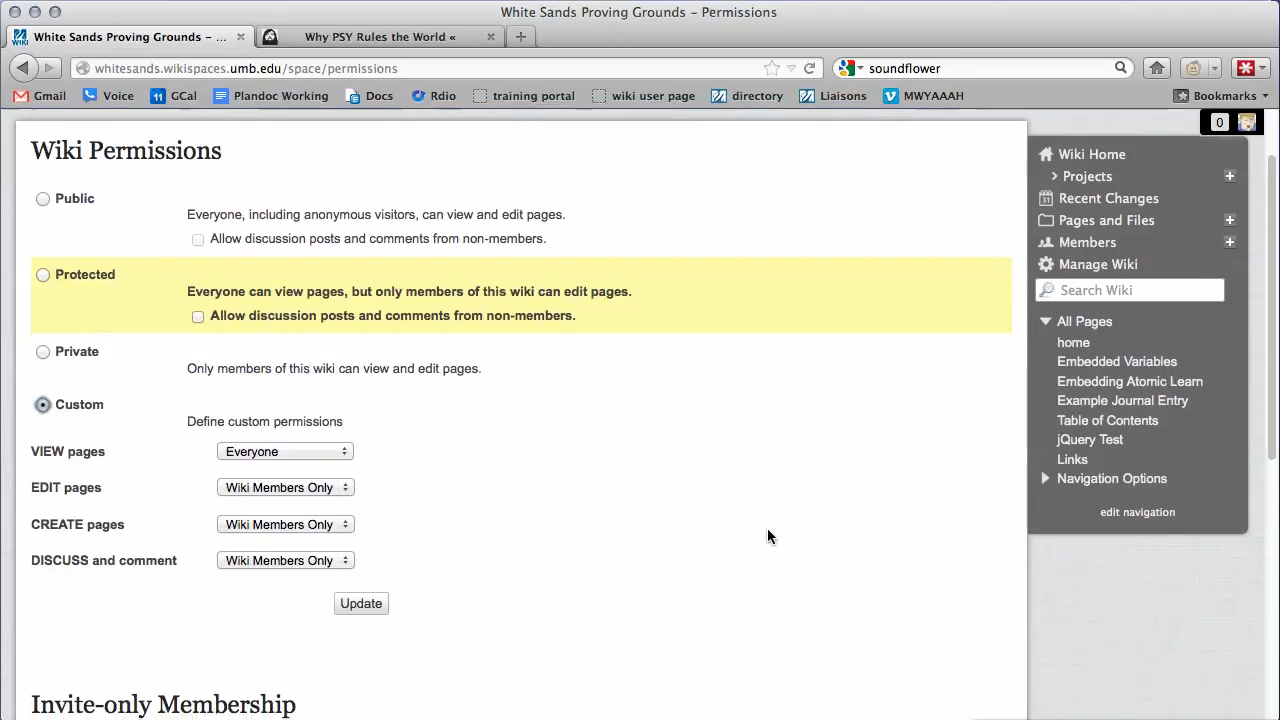 White Sands Proving Grounds – Permissions
White Sands Proving Grounds – ...
Why PSY Rules the World «
whitesands.wikispaces.umb.edu/space/permissions
soundflower
Gmail
Voice
11 GCal
Plandoc Working
Docs
Rdio
training portal
wiki user page
directory
Liaisons
MWYAAAH
Bookmarks
0
Wiki Permissions
Public
Everyone, including anonymous visitors, can view and edit pages.
Allow discussion posts and comments from non-members.
Protected
Everyone can view pages, but only members of this wiki can edit pages.
Allow discussion posts and comments from non-members.
Private
Only members of this wiki can view and edit pages.
Custom
Define custom permissions
VIEW pages Everyone
EDIT pages Wiki Members Only
CREATE pages Wiki Members Only
DISCUSS and comment Wiki Members Only
Update
Invite-only Membership
Wiki Home
Projects
31 Recent Changes
Pages and Files
Members
Manage Wiki
Search Wiki
All Pages
home
Embedded Variables
Embedding Atomic Learn
Example Journal Entry
Table of Contents
jQuery Test
Links
Navigation Options
edit navigation